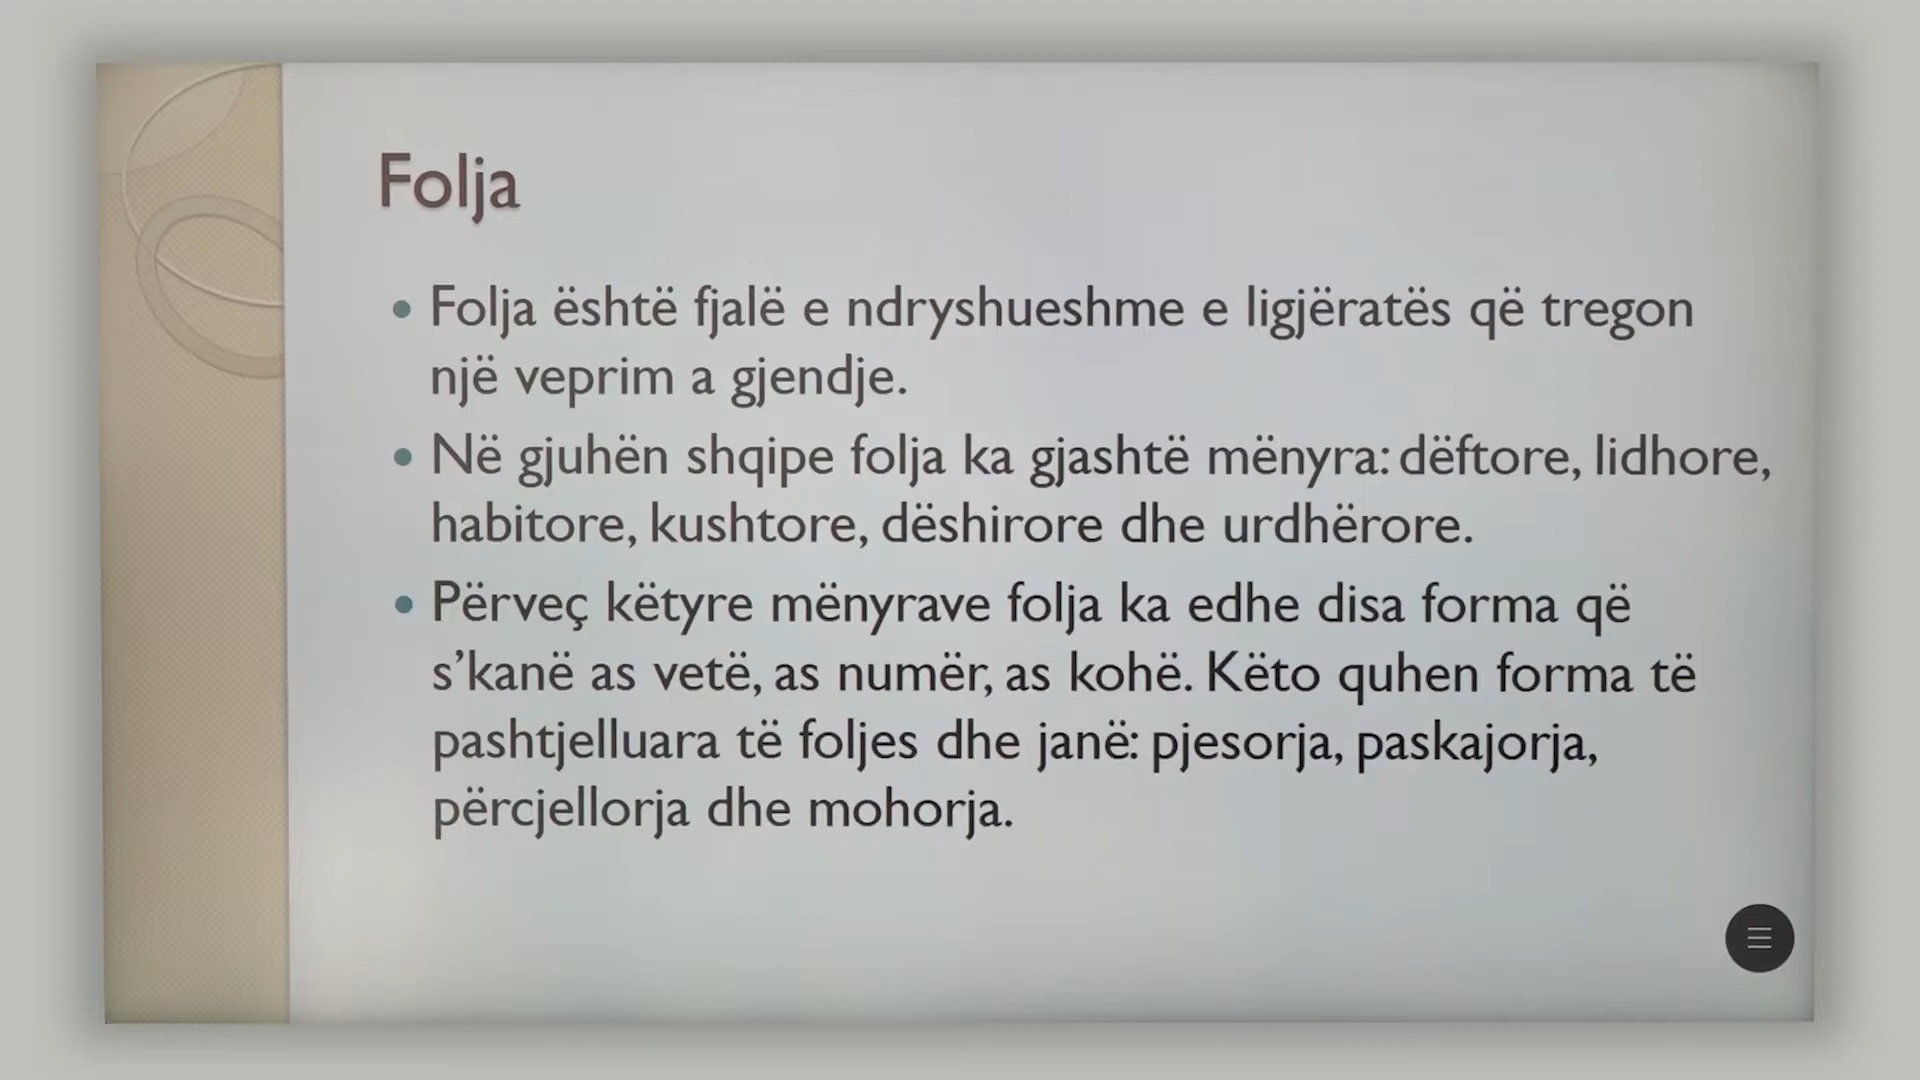 Folja
• Folja është fjalë e ndryshueshme e ligjëratës që tregon
një veprim a gjendje.
• Në gjuhën shqipe folja ka gjashtë mënyra: dëftore, lidhore,
habitore, kushtore, dëshirore dhe urdhërore.
• Përveç këtyre mënyrave folja ka edhe disa forma që
s’kanë as vetë, as numër, as kohë. Këto quhen forma të
pashtjelluara të foljes dhe janë: pjesorja, paskajorja,
përcjellorja dhe mohorja.